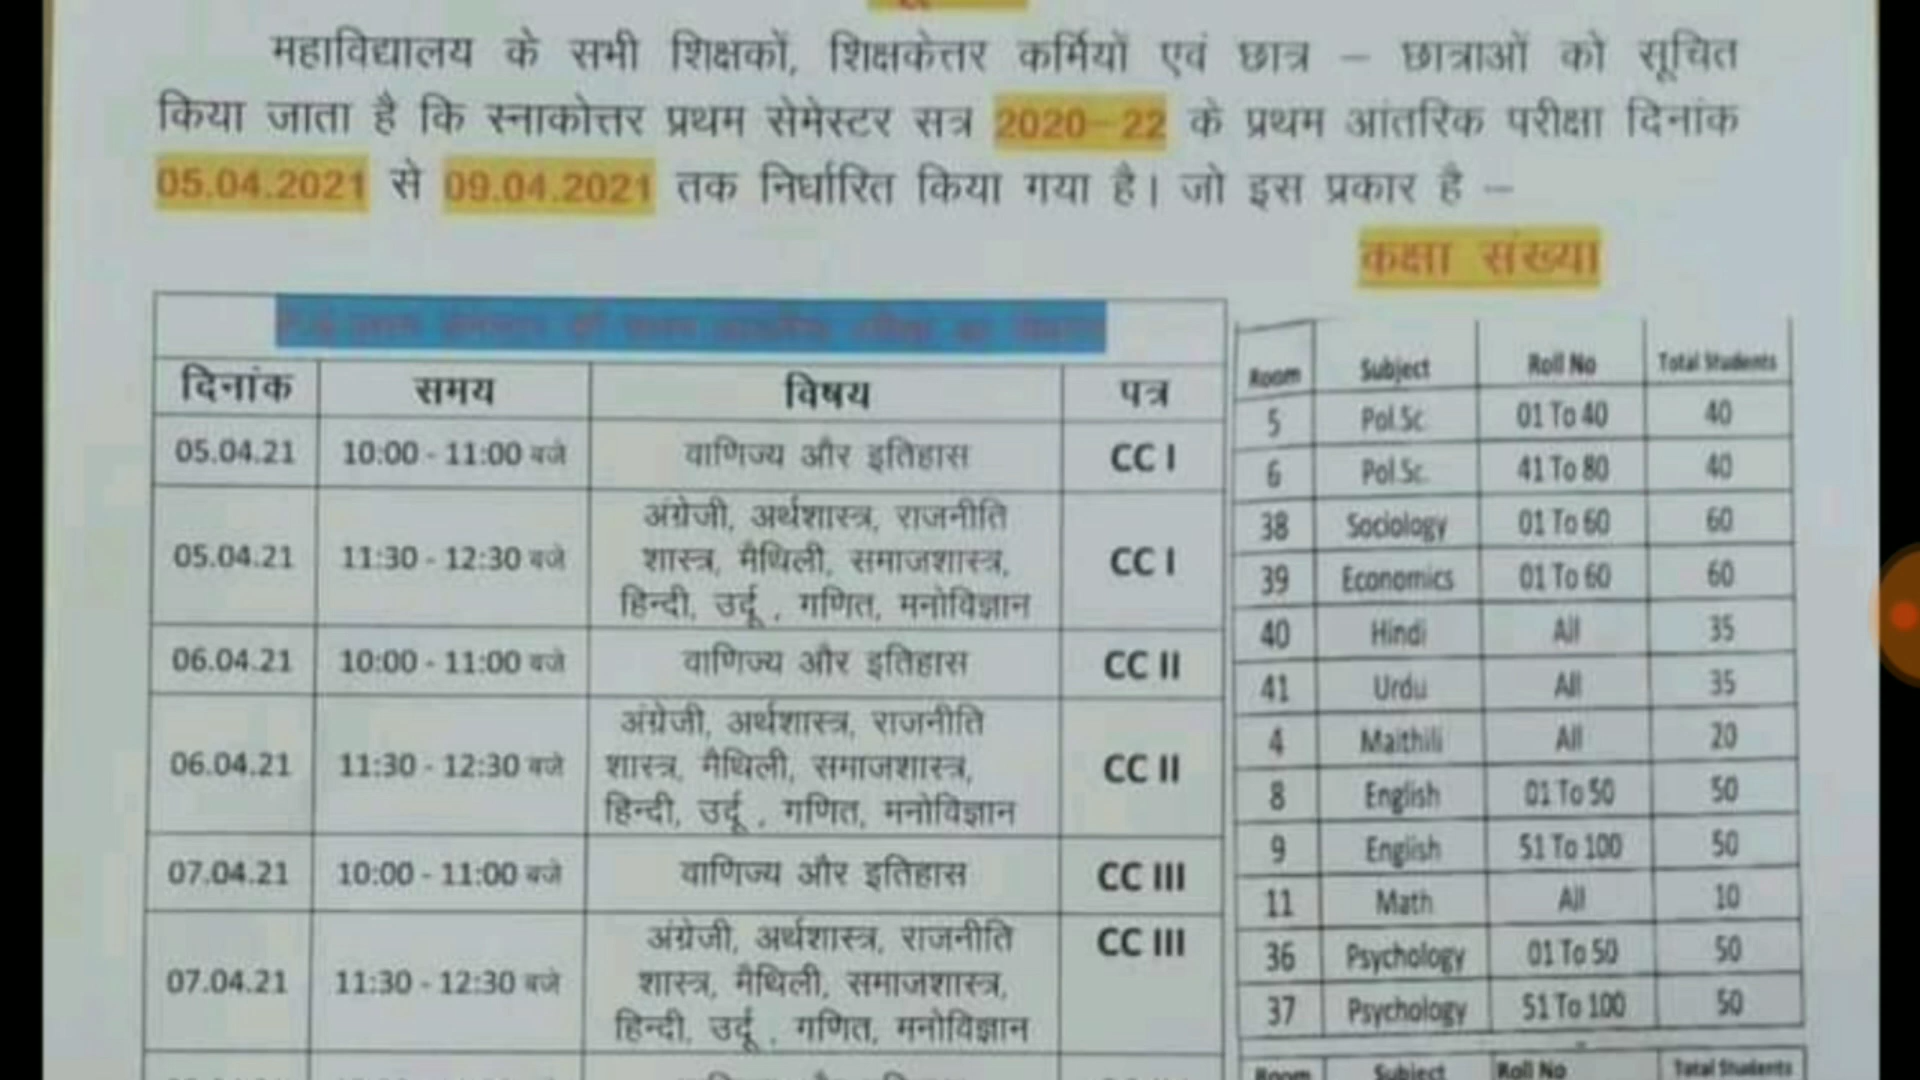 महाविद्यालय के सभी शिक्षकों, शिक्षकेत्तर कर्मियों एवं छात्र – छात्राओं को सूचित
किया जाता है कि स्नाकोत्तर प्रथम सेमेस्टर सत्र 2020–22 के प्रथम आंतरिक परीक्षा दिनांक
05.04.2021 से 09.04.2021 तक निर्धारित किया गया है। जो इस प्रकार है –
कक्षा संख्या
दिनांक समय विषय पत्र
05.04.21 10:00 - 11:00 बजे वाणिज्य और इतिहास CC I
05.04.21 11:30 - 12:30 बजे अंग्रेजी, अर्थशास्त्र, राजनीति
शास्त्र, मैथिली, समाजशास्त्र,
हिन्दी, उर्दू , गणित, मनोविज्ञान CC I
06.04.21 10:00 - 11:00 बजे वाणिज्य और इतिहास CC II
06.04.21 11:30 - 12:30 बजे अंग्रेजी, अर्थशास्त्र, राजनीति
शास्त्र, मैथिली, समाजशास्त्र,
हिन्दी, उर्दू , गणित, मनोविज्ञान CC II
07.04.21 10:00 - 11:00 बजे वाणिज्य और इतिहास CC III
07.04.21 11:30 - 12:30 बजे अंग्रेजी, अर्थशास्त्र, राजनीति
शास्त्र, मैथिली, समाजशास्त्र,
हिन्दी, उर्दू , गणित, मनोविज्ञान CC III
Room Subject Roll No Total Students
5 Pol.Sc 01 To 40 40
6 Pol.Sc. 41 To 80 40
38 Sociology 01 To 60 60
39 Economics 01 To 60 60
40 Hindi All 35
41 Urdu All 35
4 Maithili All 20
8 English 01 To 50 50
9 English 51 To 100 50
11 Math All 10
36 Psychology 01 To 50 50
37 Psychology 51 To 100 50
Room Subject Roll No Total Students